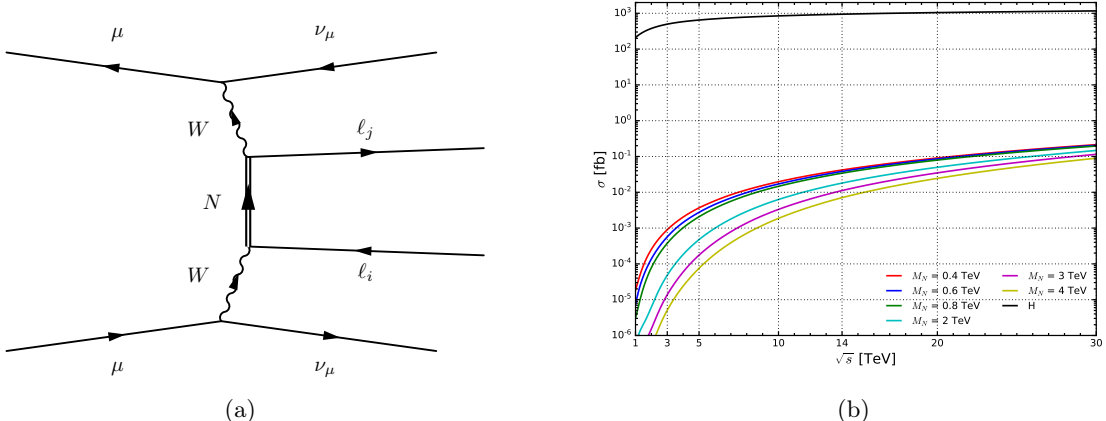 μ
ν_μ
W
ℓ_j
N
W
ℓ_i
μ
ν_μ
(a)
10^3
10^2
10^1
10^0
10^-1
10^-2
10^-3
10^-4
10^-5
10^-6
σ [fb]
M_N = 0.4 TeV
M_N = 0.6 TeV
M_N = 0.8 TeV
M_N = 2 TeV
M_N = 3 TeV
M_N = 4 TeV
H
1 3 5 10 14 20 30
√s [TeV]
(b)